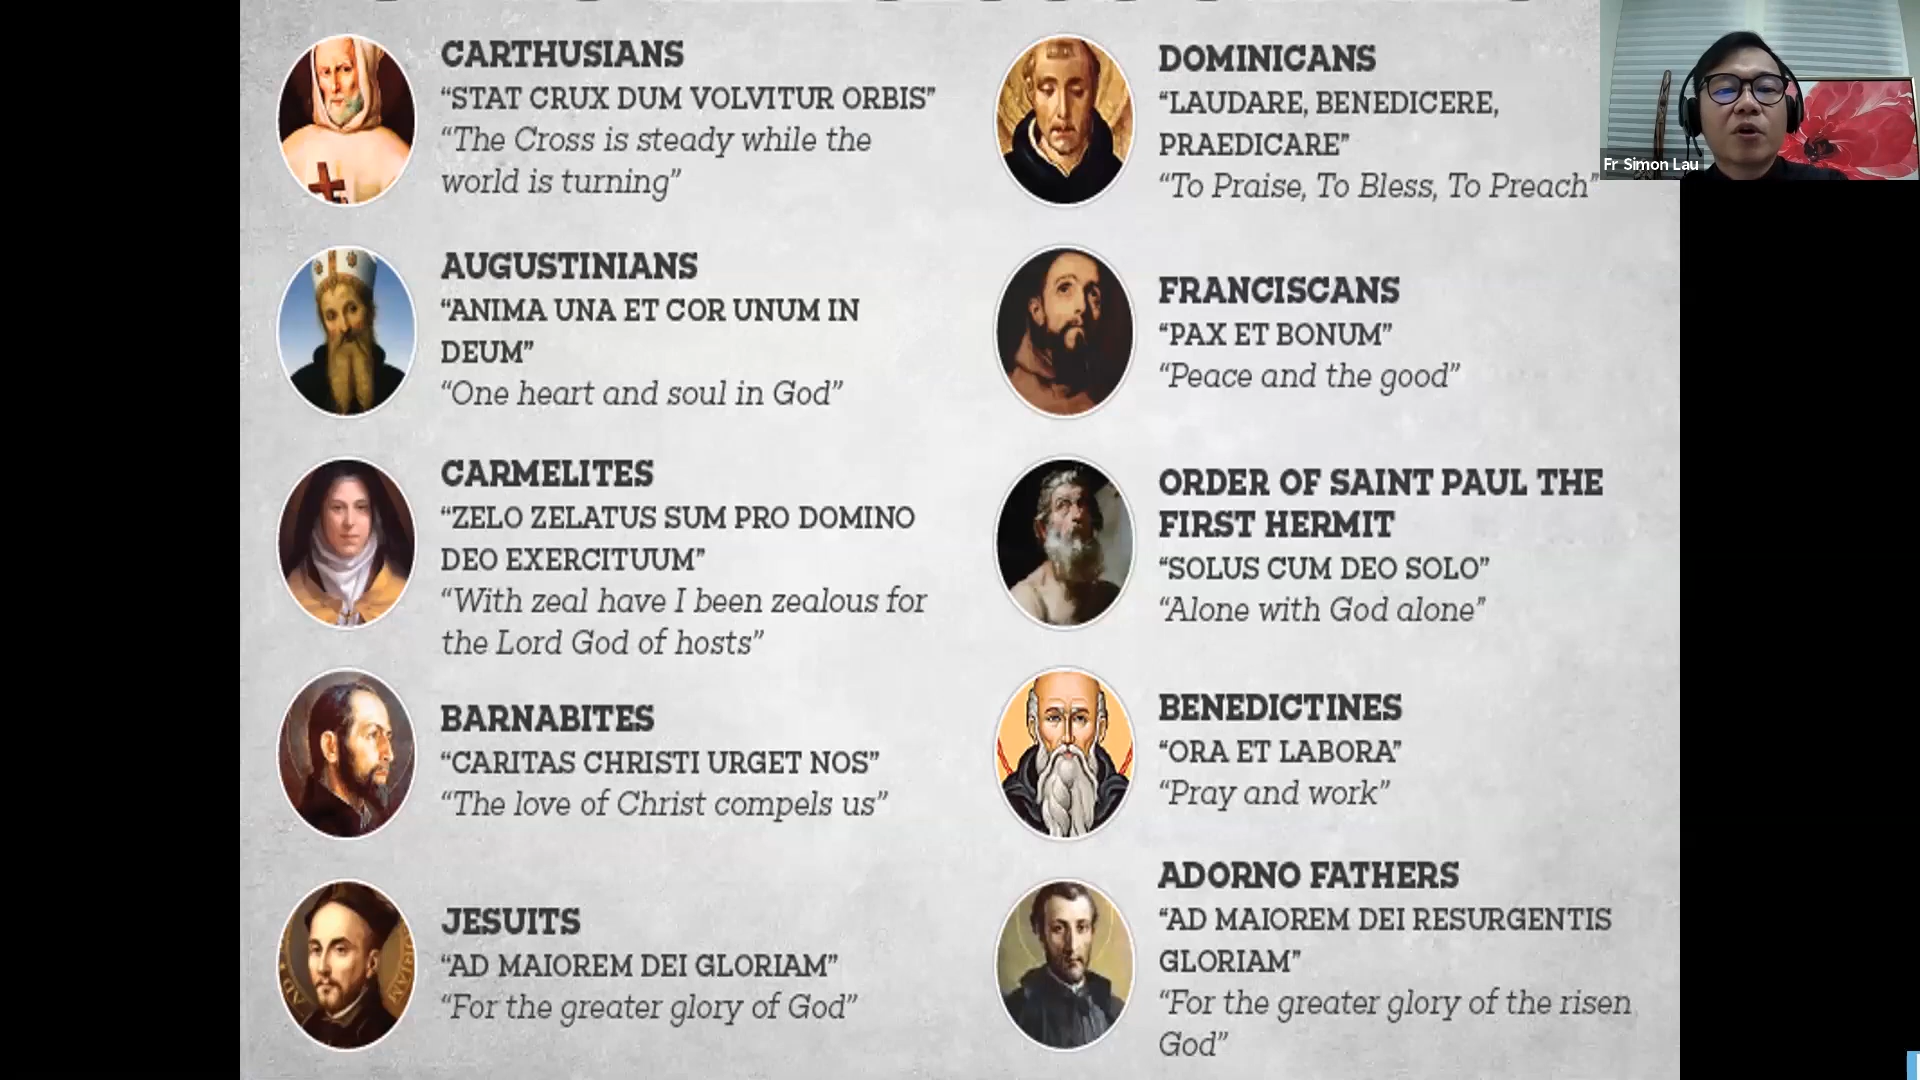 CARTHUSIANS
“STAT CRUX DUM VOLVITUR ORBIS”
“The Cross is steady while the
world is turning”
AUGUSTINIANS
“ANIMA UNA ET COR UNUM IN
DEUM”
“One heart and soul in God”
CARMELITES
“ZELO ZELATUS SUM PRO DOMINO
DEO EXERCITUUM”
“With zeal have I been zealous for
the Lord God of hosts”
BARNABITES
“CARITAS CHRISTI URGET NOS”
“The love of Christ compels us”
JESUITS
“AD MAIOREM DEI GLORIAM”
“For the greater glory of God”
DOMINICANS
“LAUDARE, BENEDICERE,
PRAEDICARE”
“To Praise, To Bless, To Preach”
FRANCISCANS
“PAX ET BONUM”
“Peace and the good”
ORDER OF SAINT PAUL THE
FIRST HERMIT
“SOLUS CUM DEO SOLO”
“Alone with God alone”
BENEDICTINES
“ORA ET LABORA”
“Pray and work”
ADORNO FATHERS
“AD MAIOREM DEI RESURGENTIS
GLORIAM”
“For the greater glory of the risen
God”
Fr Simon Lau